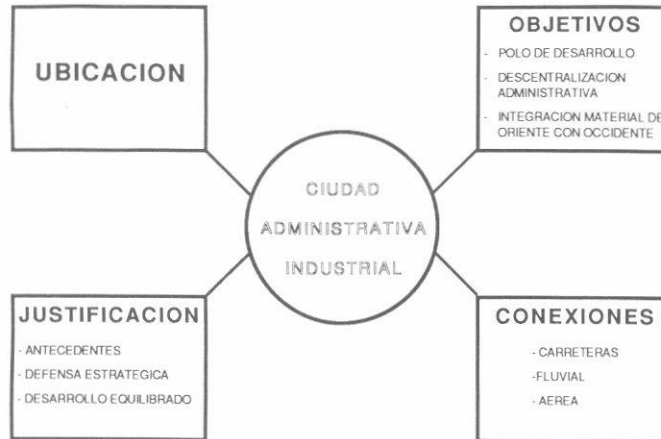 UBICACION
OBJETIVOS
- POLO DE DESARROLLO
- DESCENTRALIZACION
ADMINISTRATIVA
- INTEGRACION MATERIAL DE
ORIENTE CON OCCIDENTE
CIUDAD
ADMINISTRATIVA
INDUSTRIAL
JUSTIFICACION
- ANTECEDENTES
- DEFENSA ESTRATEGICA
- DESARROLLO EQUILIBRADO
CONEXIONES
- CARRETERAS
-FLUVIAL
- AEREA